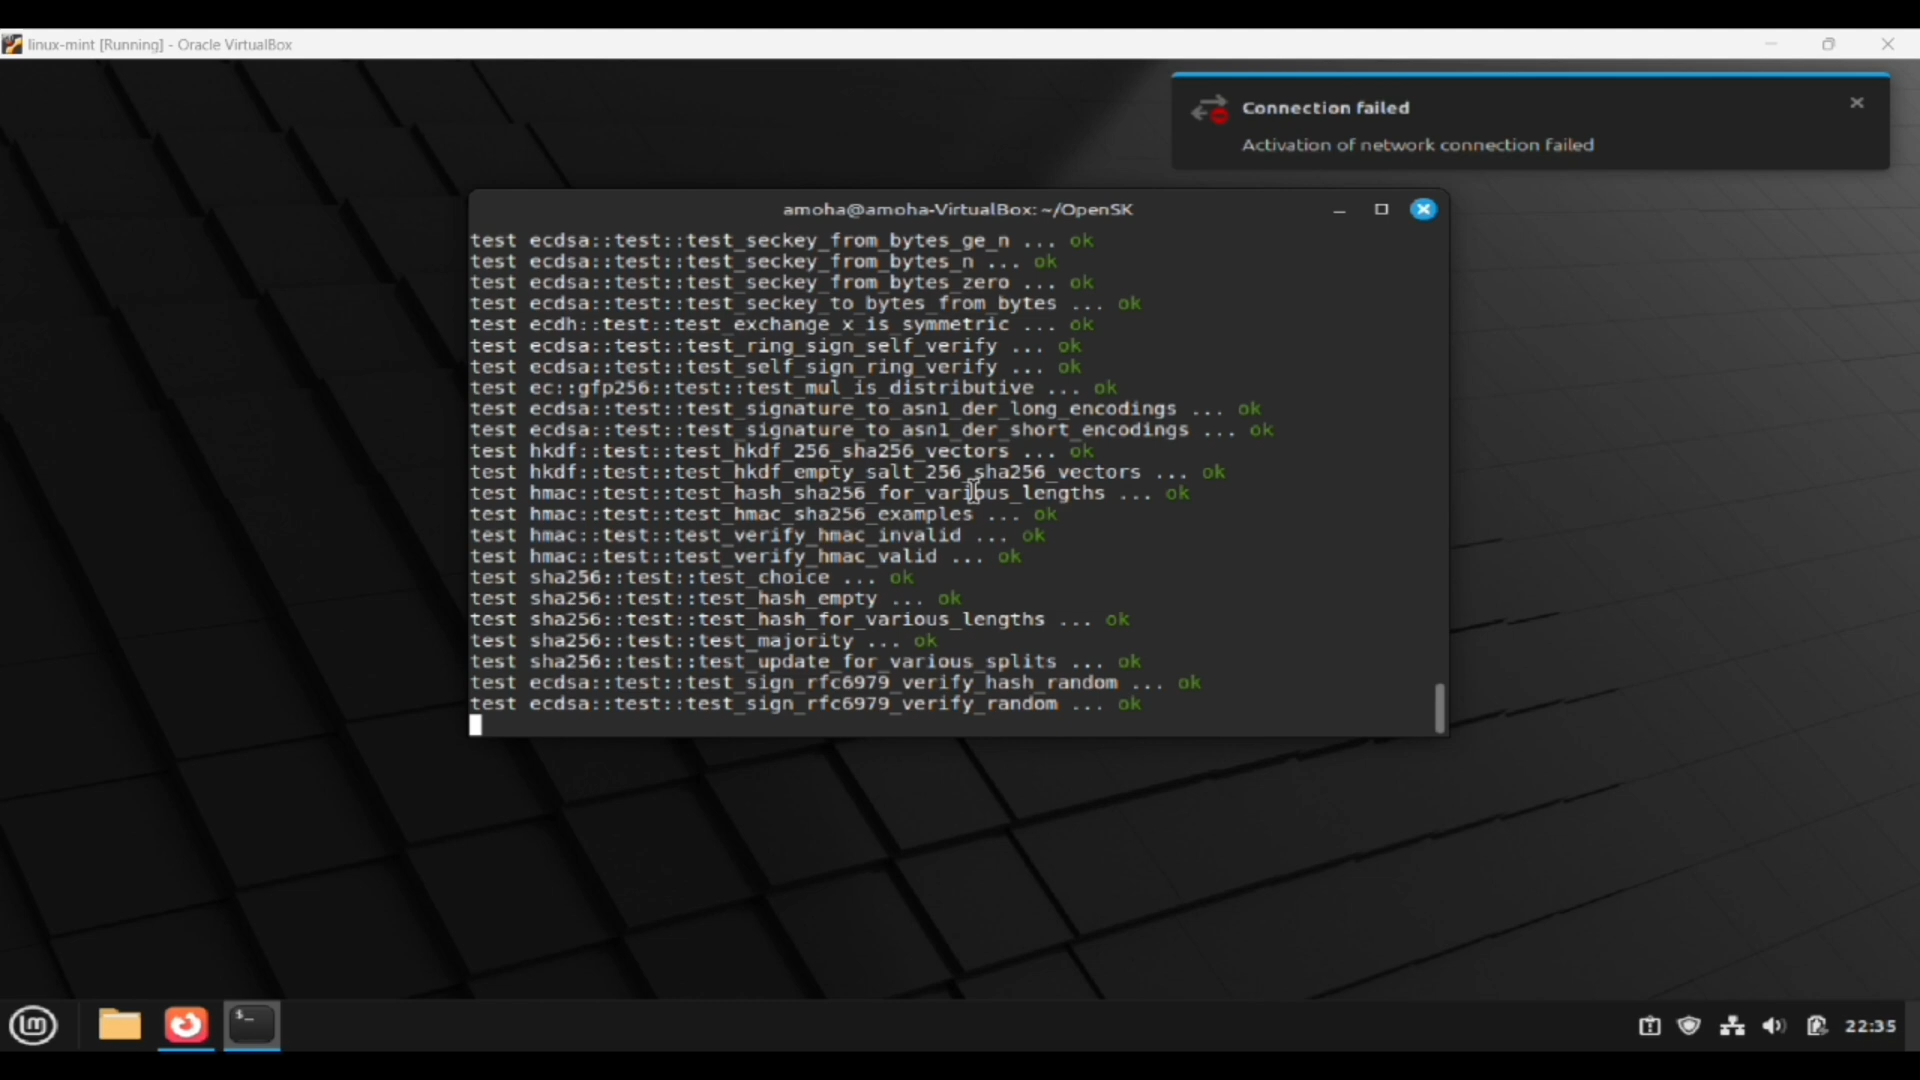 linux-mint [Running] - Oracle VirtualBox
Connection failed
Activation of network connection failed
amoha@amoha-VirtualBox: ~/OpenSK
test ecdsa::test::test_seckey_from_bytes_ge_n ... ok
test ecdsa::test::test_seckey_from_bytes_n ... ok
test ecdsa::test::test_seckey_from_bytes_zero ... ok
test ecdsa::test::test_seckey_to_bytes_from_bytes ... ok
test ecdh::test::test_exchange_x_is_symmetric ... ok
test ecdsa::test::test_ring_sign_self_verify ... ok
test ecdsa::test::test_self_sign_ring_verify ... ok
test ec::gfp256::test::test_mul_is_distributive ... ok
test ecdsa::test::test_signature_to_asn1_der_long_encodings ... ok
test ecdsa::test::test_signature_to_asn1_der_short_encodings ... ok
test hkdf::test::test_hkdf_256_sha256_vectors ... ok
test hkdf::test::test_hkdf_empty_salt_256_sha256_vectors ... ok
test hmac::test::test_hash_sha256_for_various_lengths ... ok
test hmac::test::test_hmac_sha256_examples ... ok
test hmac::test::test_verify_hmac_invalid ... ok
test hmac::test::test_verify_hmac_valid ... ok
test sha256::test::test_choice ... ok
test sha256::test::test_hash_empty ... ok
test sha256::test::test_hash_for_various_lengths ... ok
test sha256::test::test_majority ... ok
test sha256::test::test_update_for_various_splits ... ok
test ecdsa::test::test_sign_rfc6979_verify_hash_random ... ok
test ecdsa::test::test_sign_rfc6979_verify_random ... ok
22:35